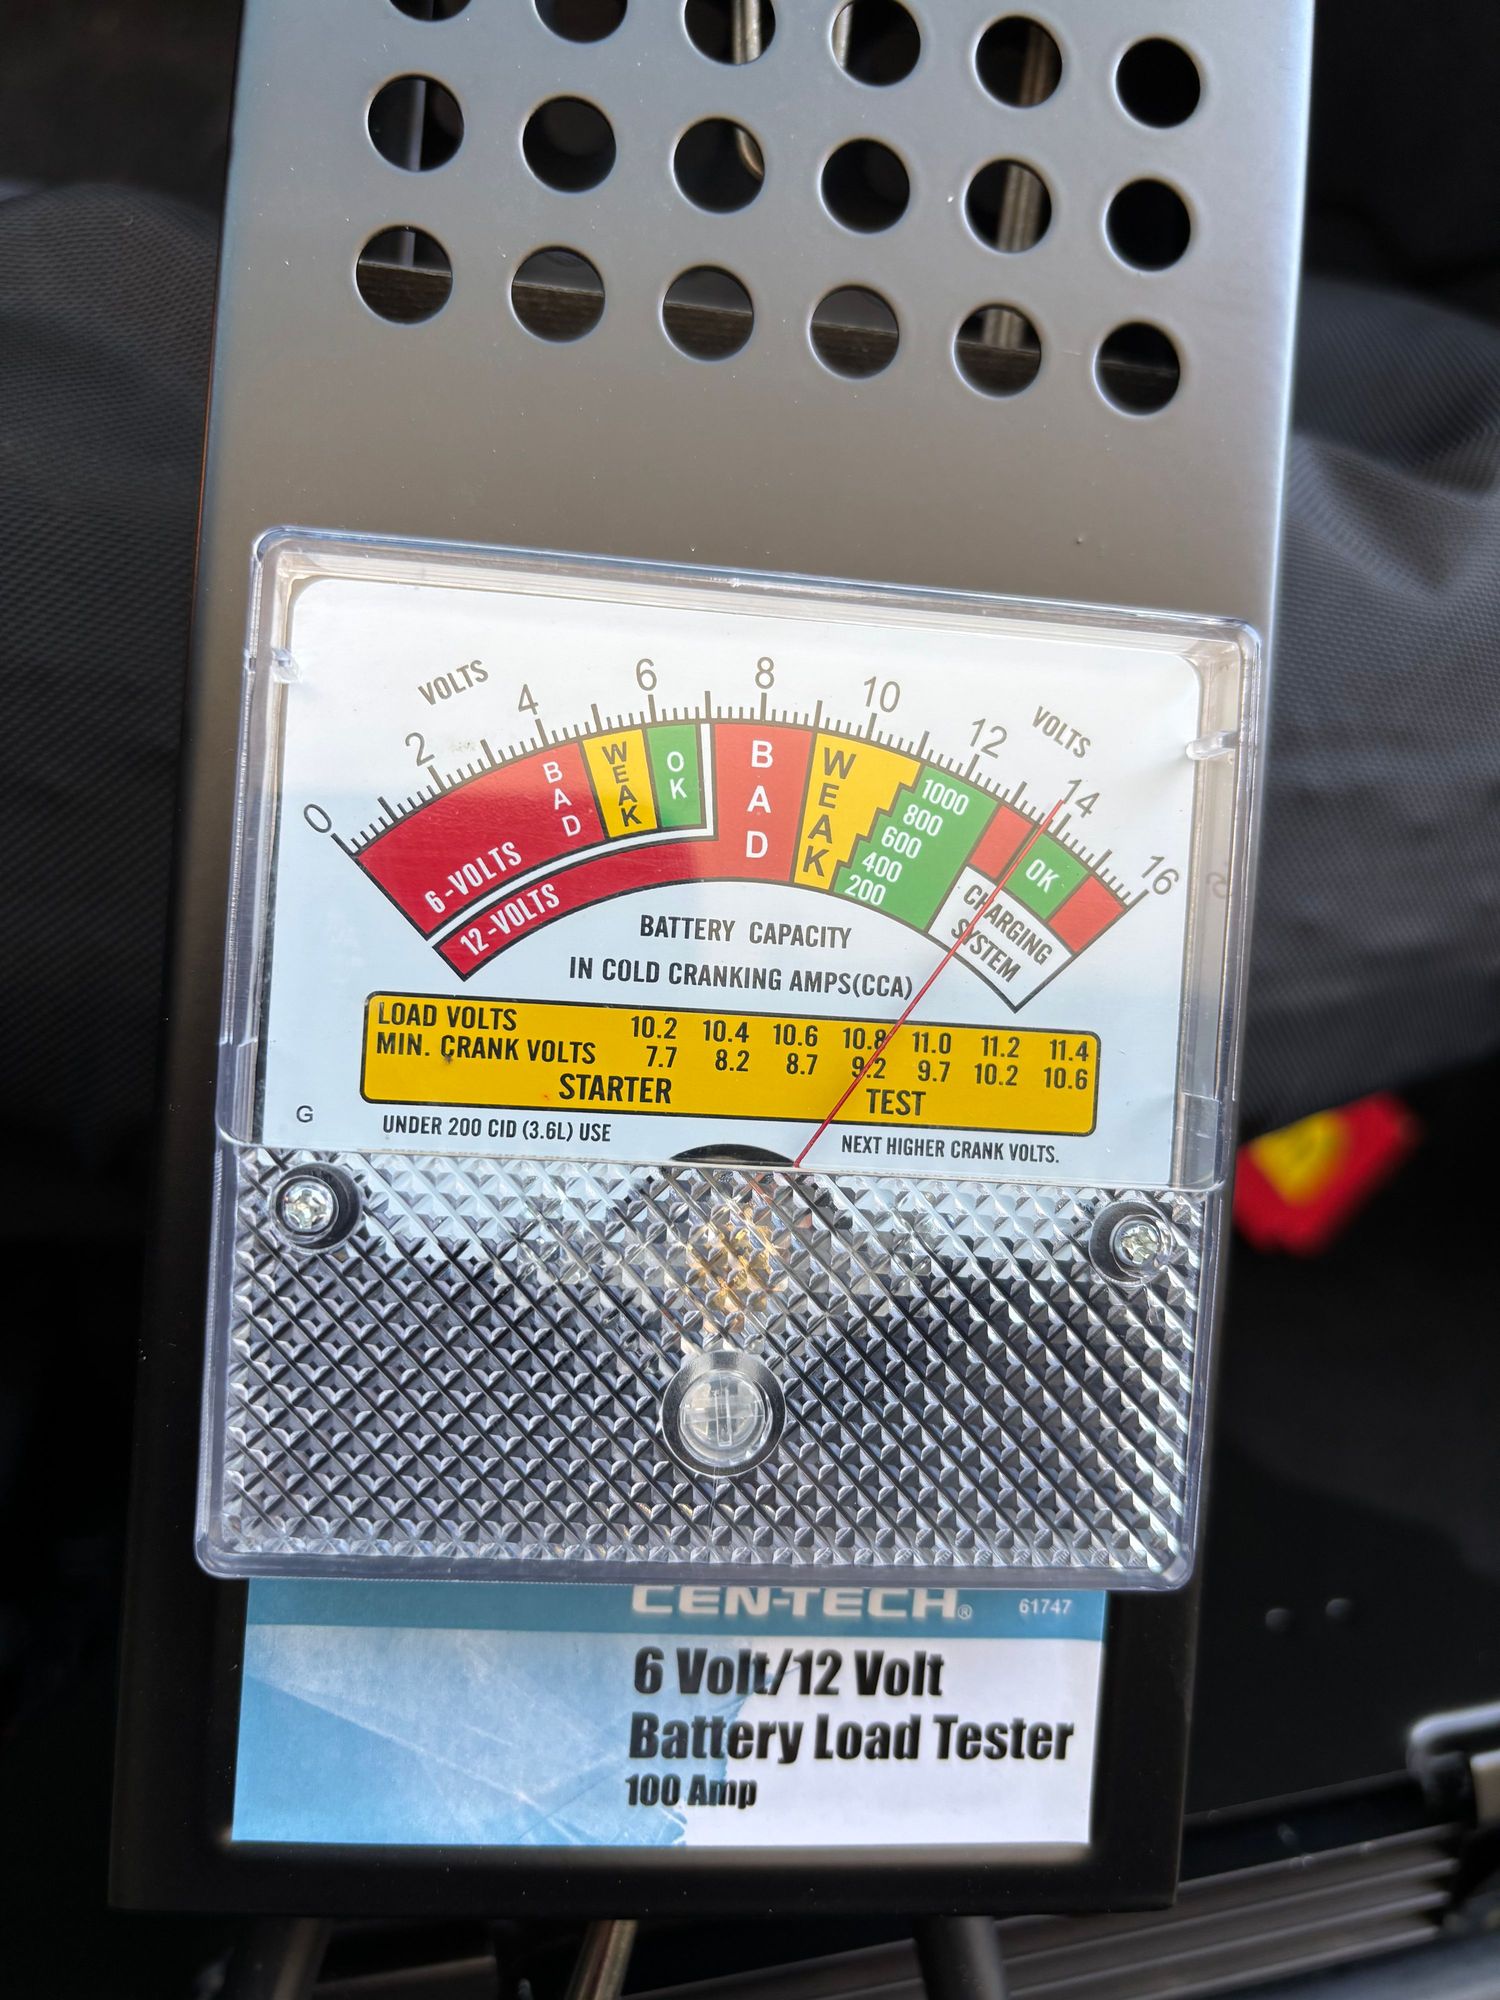 VOLTS
VOLTS
0 2 4 6 8 10 12 14 16
BAD
WEAK
OK
BAD
WEAK
1000
800
600
400
200
OK
6-VOLTS
12-VOLTS
CHARGING
SYSTEM
BATTERY CAPACITY
IN COLD CRANKING AMPS(CCA)
LOAD VOLTS 10.2 10.4 10.6 10.8 11.0 11.2 11.4
MIN. CRANK VOLTS 7.7 8.2 8.7 9.2 9.7 10.2 10.6
STARTER TEST
G
UNDER 200 CID (3.6L) USE NEXT HIGHER CRANK VOLTS.
CEN-TECH® 61747
6 Volt/12 Volt
Battery Load Tester
100 Amp